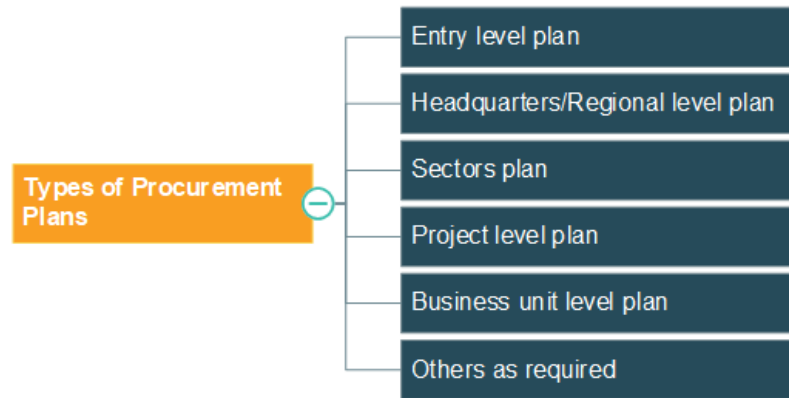 Types of Procurement
Plans
Entry level plan
Headquarters/Regional level plan
Sectors plan
Project level plan
Business unit level plan
Others as required